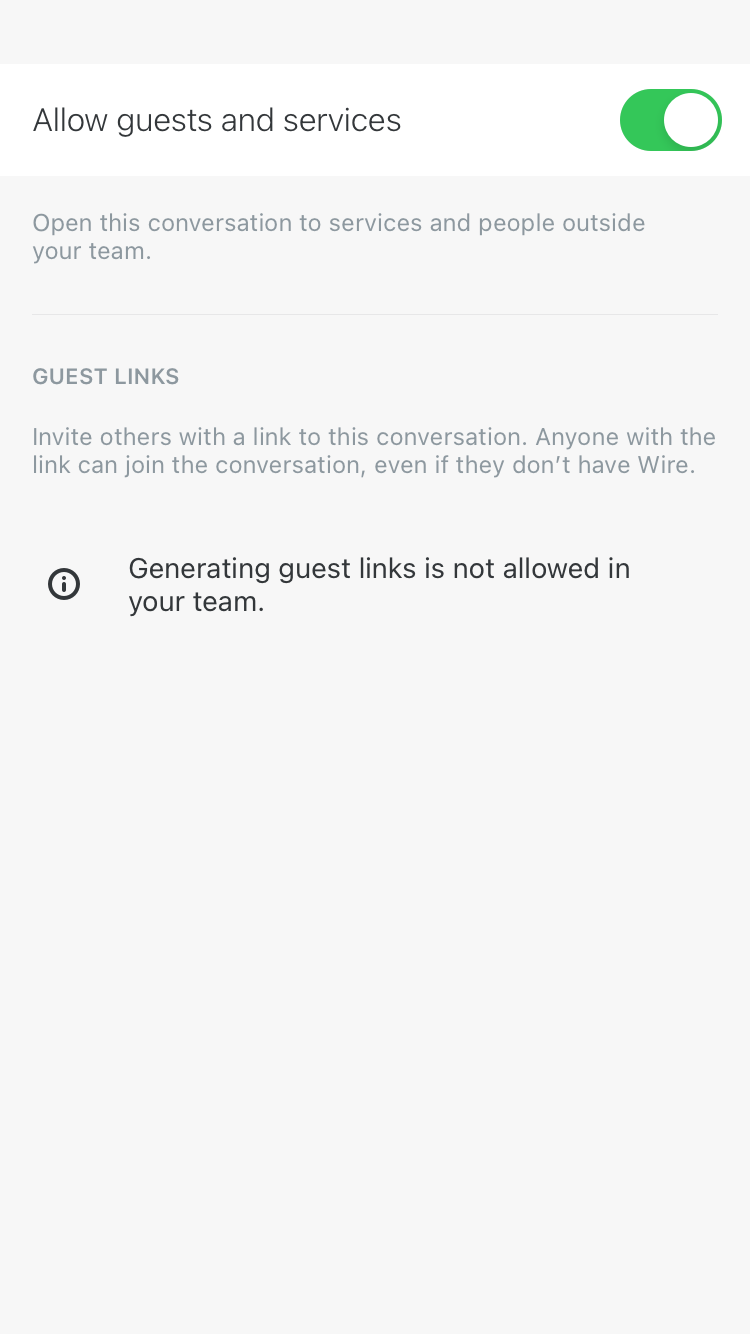 Allow guests and services
Open this conversation to services and people outside
your team.
GUEST LINKS
Invite others with a link to this conversation. Anyone with the
link can join the conversation, even if they don’t have Wire.
Generating guest links is not allowed in
your team.